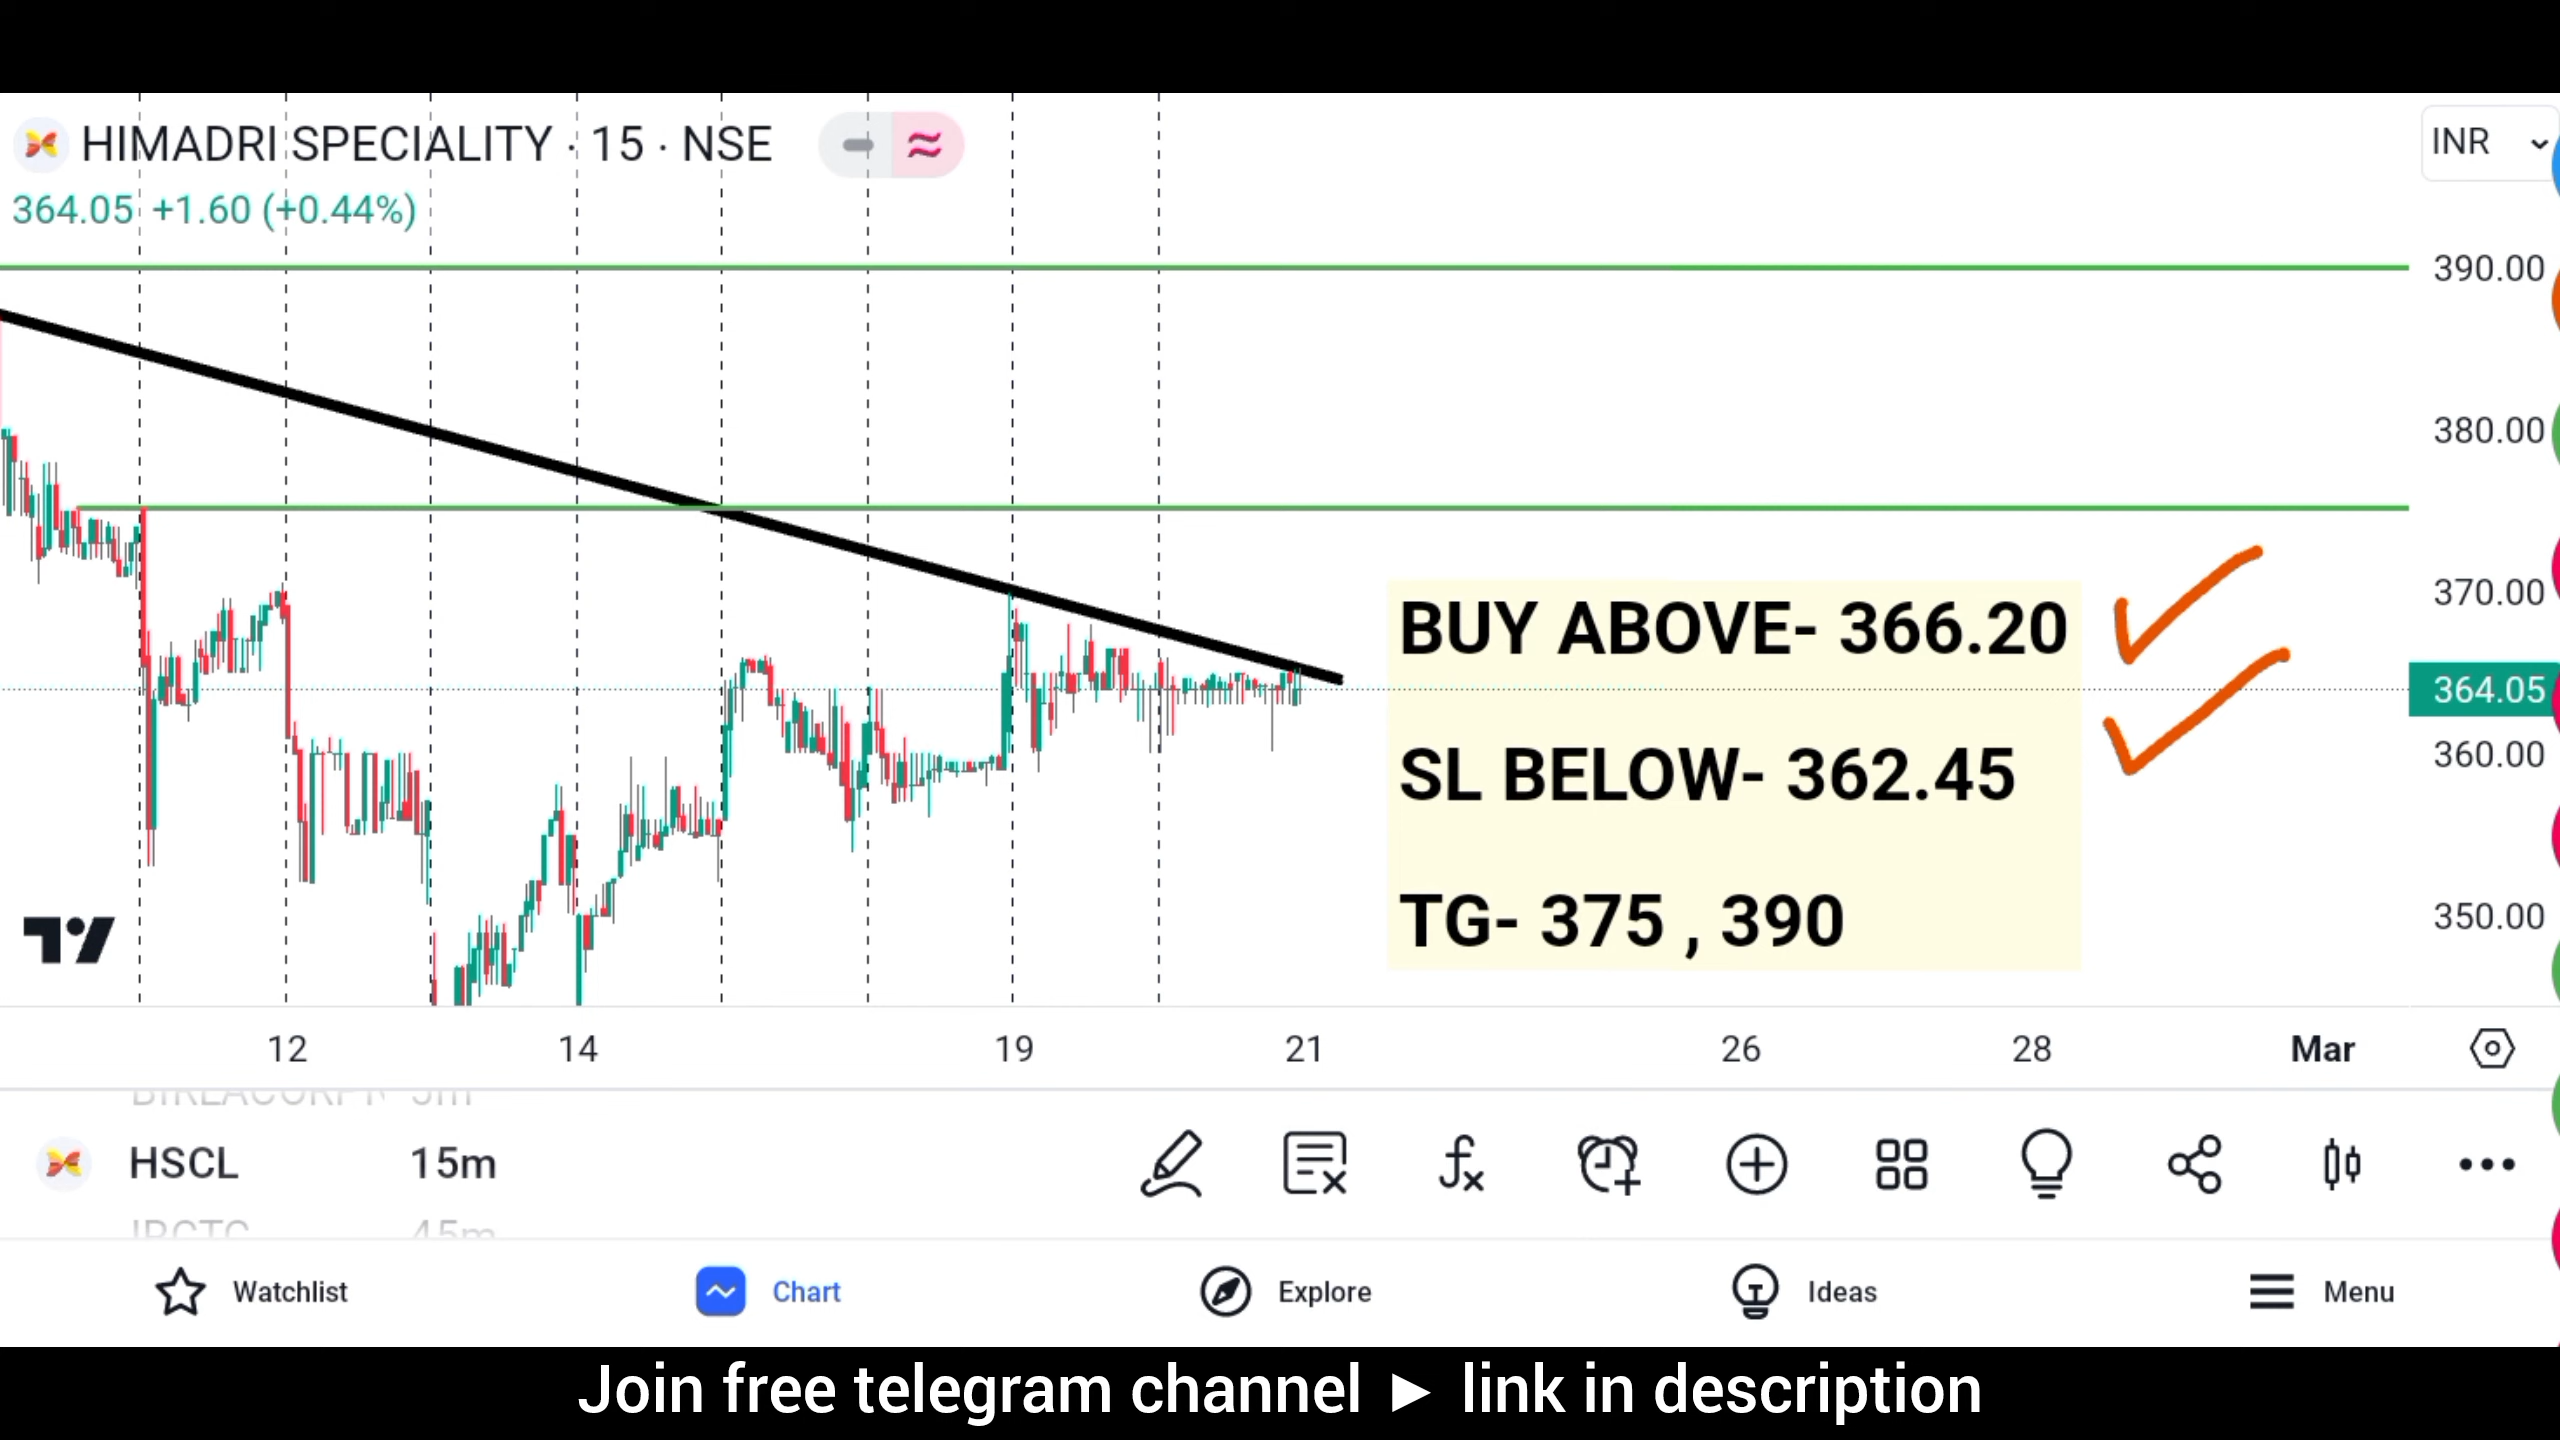 HIMADRI SPECIALITY · 15 · NSE
INR
364.05 +1.60 (+0.44%)
390.00
380.00
370.00
364.05
360.00
350.00
BUY ABOVE- 366.20
SL BELOW- 362.45
TG- 375 , 390
12 14 19 21 26 28 Mar
HSCL 15m
IRCTC 45m
Watchlist Chart Explore Ideas Menu
Join free telegram channel ► link in description